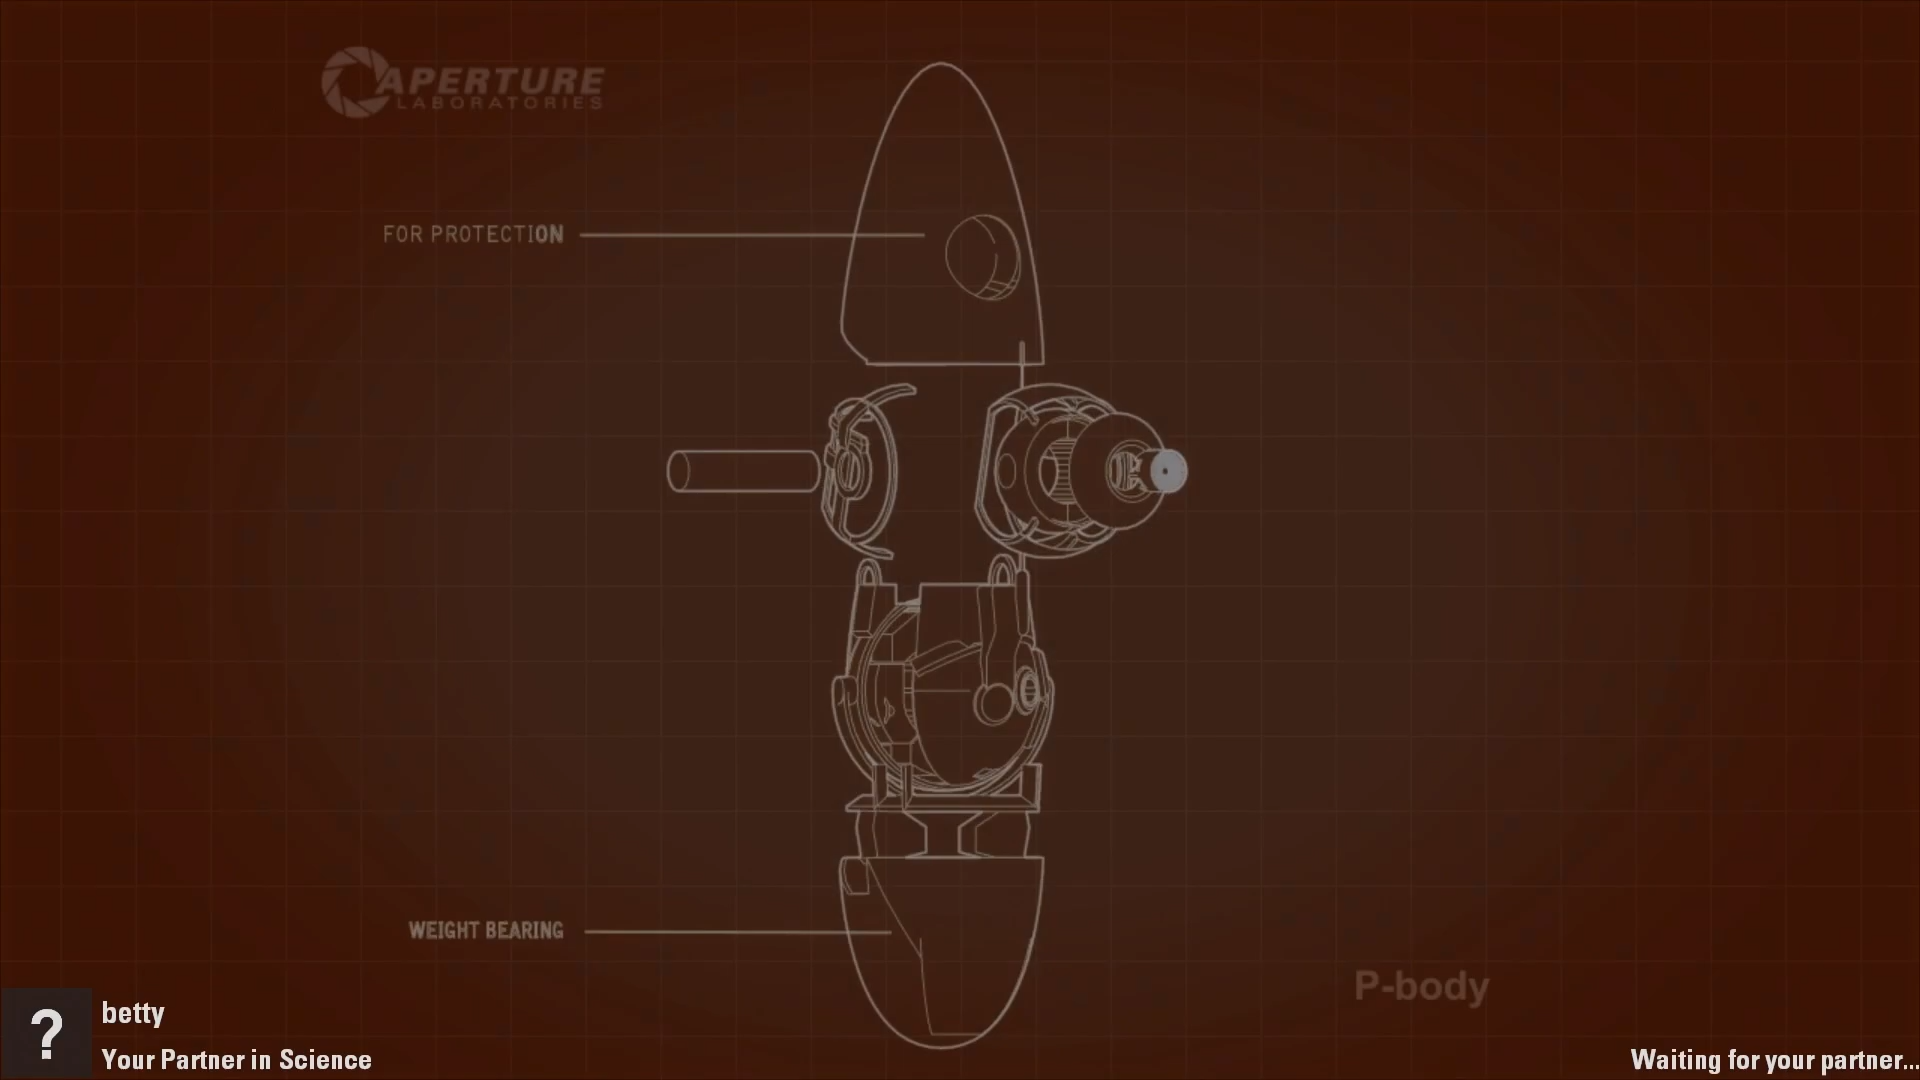 APERTURE
LABORATORIES
FOR PROTECTION
WEIGHT BEARING
P-body
?
betty
Your Partner in Science
Waiting for your partner...